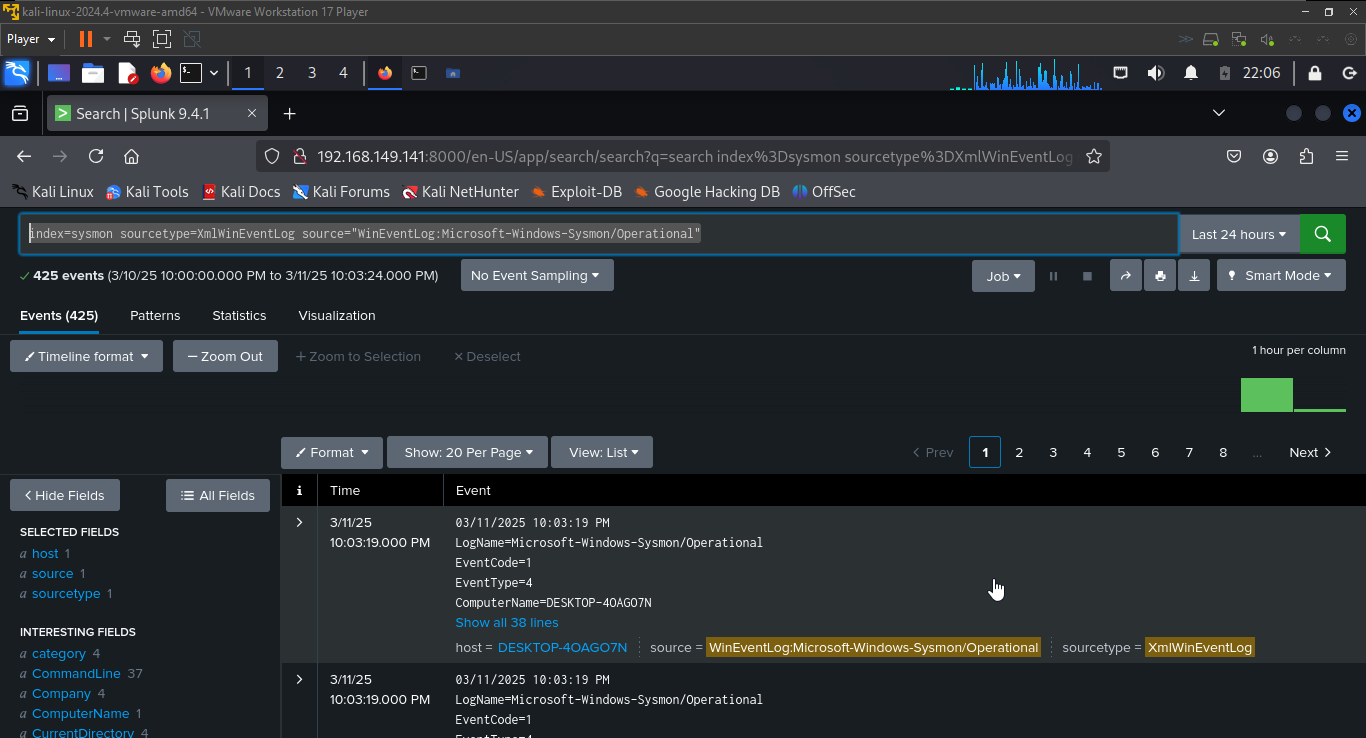 kali-linux-2024.4-vmware-amd64 - VMware Workstation 17 Player
Player
1 2 3 4 22:06
Search | Splunk 9.4.1
192.168.149.141:8000/en-US/app/search/search?q=search index%3Dsysmon sourcetype%3DXmlWinEventLog
Kali Linux Kali Tools Kali Docs Kali Forums Kali NetHunter Exploit-DB Google Hacking DB OffSec
index=sysmon sourcetype=XmlWinEventLog source="WinEventLog:Microsoft-Windows-Sysmon/Operational" Last 24 hours
425 events (3/10/25 10:00:00.000 PM to 3/11/25 10:03:24.000 PM) No Event Sampling Job Smart Mode
Events (425) Patterns Statistics Visualization
Timeline format Zoom Out Zoom to Selection Deselect 1 hour per column
Format Show: 20 Per Page View: List Prev 1 2 3 4 5 6 7 8 ... Next
Hide Fields All Fields
SELECTED FIELDS
a host 1
a source 1
a sourcetype 1
INTERESTING FIELDS
a category 4
a CommandLine 37
a Company 4
a ComputerName 1
a CurrentDirectory 4
i Time Event
3/11/25
10:03:19.000 PM
03/11/2025 10:03:19 PM
LogName=Microsoft-Windows-Sysmon/Operational
EventCode=1
EventType=4
ComputerName=DESKTOP-4OAGO7N
Show all 38 lines
host = DESKTOP-4OAGO7N source = WinEventLog:Microsoft-Windows-Sysmon/Operational sourcetype = XmlWinEventLog
3/11/25
10:03:19.000 PM
03/11/2025 10:03:19 PM
LogName=Microsoft-Windows-Sysmon/Operational
EventCode=1
EventType=4